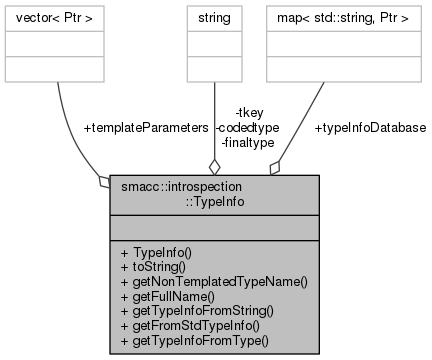 vector< Ptr >
string
map< std::string, Ptr >
+templateParameters
-tkey
-codedtype
-finaltype
+typeInfoDatabase
smacc::introspection
::TypeInfo
+ TypeInfo()
+ toString()
+ getNonTemplatedTypeName()
+ getFullName()
+ getTypeInfoFromString()
+ getFromStdTypeInfo()
+ getTypeInfoFromType()